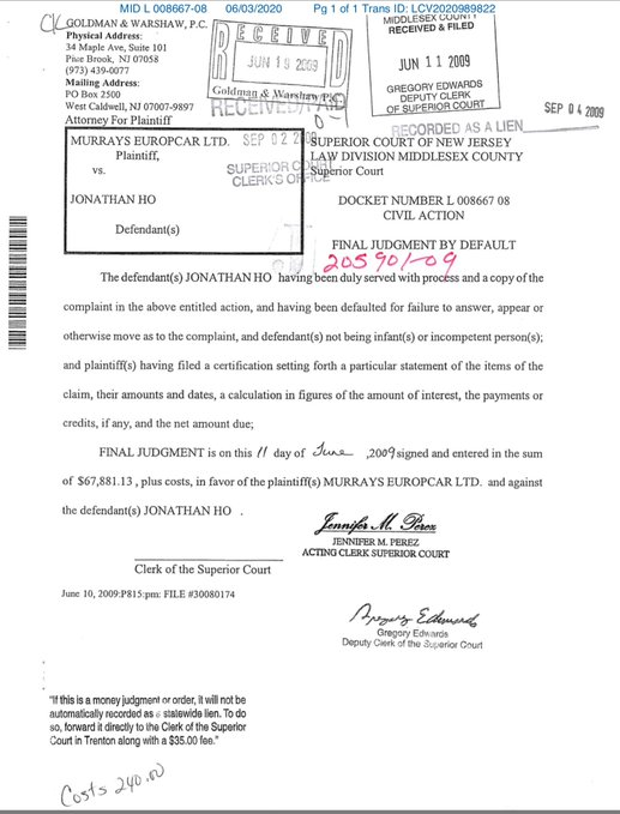 MID L 008667-08 06/03/2020 Pg 1 of 1 Trans ID: LCV2020989822
CK GOLDMAN & WARSHAW, P.C.
Physical Address:
34 Maple Ave, Suite 101
Pine Brook, NJ 07058
(973) 439-0077
Mailing Address:
PO Box 2500
West Caldwell, NJ 07007-9897
Attorney For Plaintiff
RECEIVED
JUN 19 2009
Goldman & Warshaw P.C.
MIDDLESEX COUNTY
RECEIVED & FILED
JUN 11 2009
GREGORY EDWARDS
DEPUTY CLERK
OF SUPERIOR COURT
SEP 04 2009
RECEIVED/PAID
RECORDED AS A LIEN
SEP 02 2009
SUPERIOR COURT
CLERK'S OFFICE
MURRAYS EUROPCAR LTD.
Plaintiff,
vs.
JONATHAN HO
Defendant(s)
SUPERIOR COURT OF NEW JERSEY
LAW DIVISION MIDDLESEX COUNTY
Superior Court
DOCKET NUMBER L 008667 08
CIVIL ACTION
FINAL JUDGMENT BY DEFAULT
205901-09
The defendant(s) JONATHAN HO having been duly served with process and a copy of the
complaint in the above entitled action, and having been defaulted for failure to answer, appear or
otherwise move as to the complaint, and defendant(s) not being infant(s) or incompetent person(s);
and plaintiff(s) having filed a certification setting forth a particular statement of the items of the
claim, their amounts and dates, a calculation in figures of the amount of interest, the payments or
credits, if any, and the net amount due;
FINAL JUDGMENT is on this 11 day of June ,2009 signed and entered in the sum
of $67,881.13 , plus costs, in favor of the plaintiff(s) MURRAYS EUROPCAR LTD. and against
the defendant(s) JONATHAN HO .
Jennifer M. Perez
JENNIFER M. PEREZ
ACTING CLERK SUPERIOR COURT
Clerk of the Superior Court
June 10, 2009:P815:pm: FILE #30080174
Gregory Edwards
Gregory Edwards
Deputy Clerk of the Superior Court
"If this is a money judgment or order, it will not be
automatically recorded as a statewide lien. To do
so, forward it directly to the Clerk of the Superior
Court in Trenton along with a $35.00 fee."
Costs 240.00